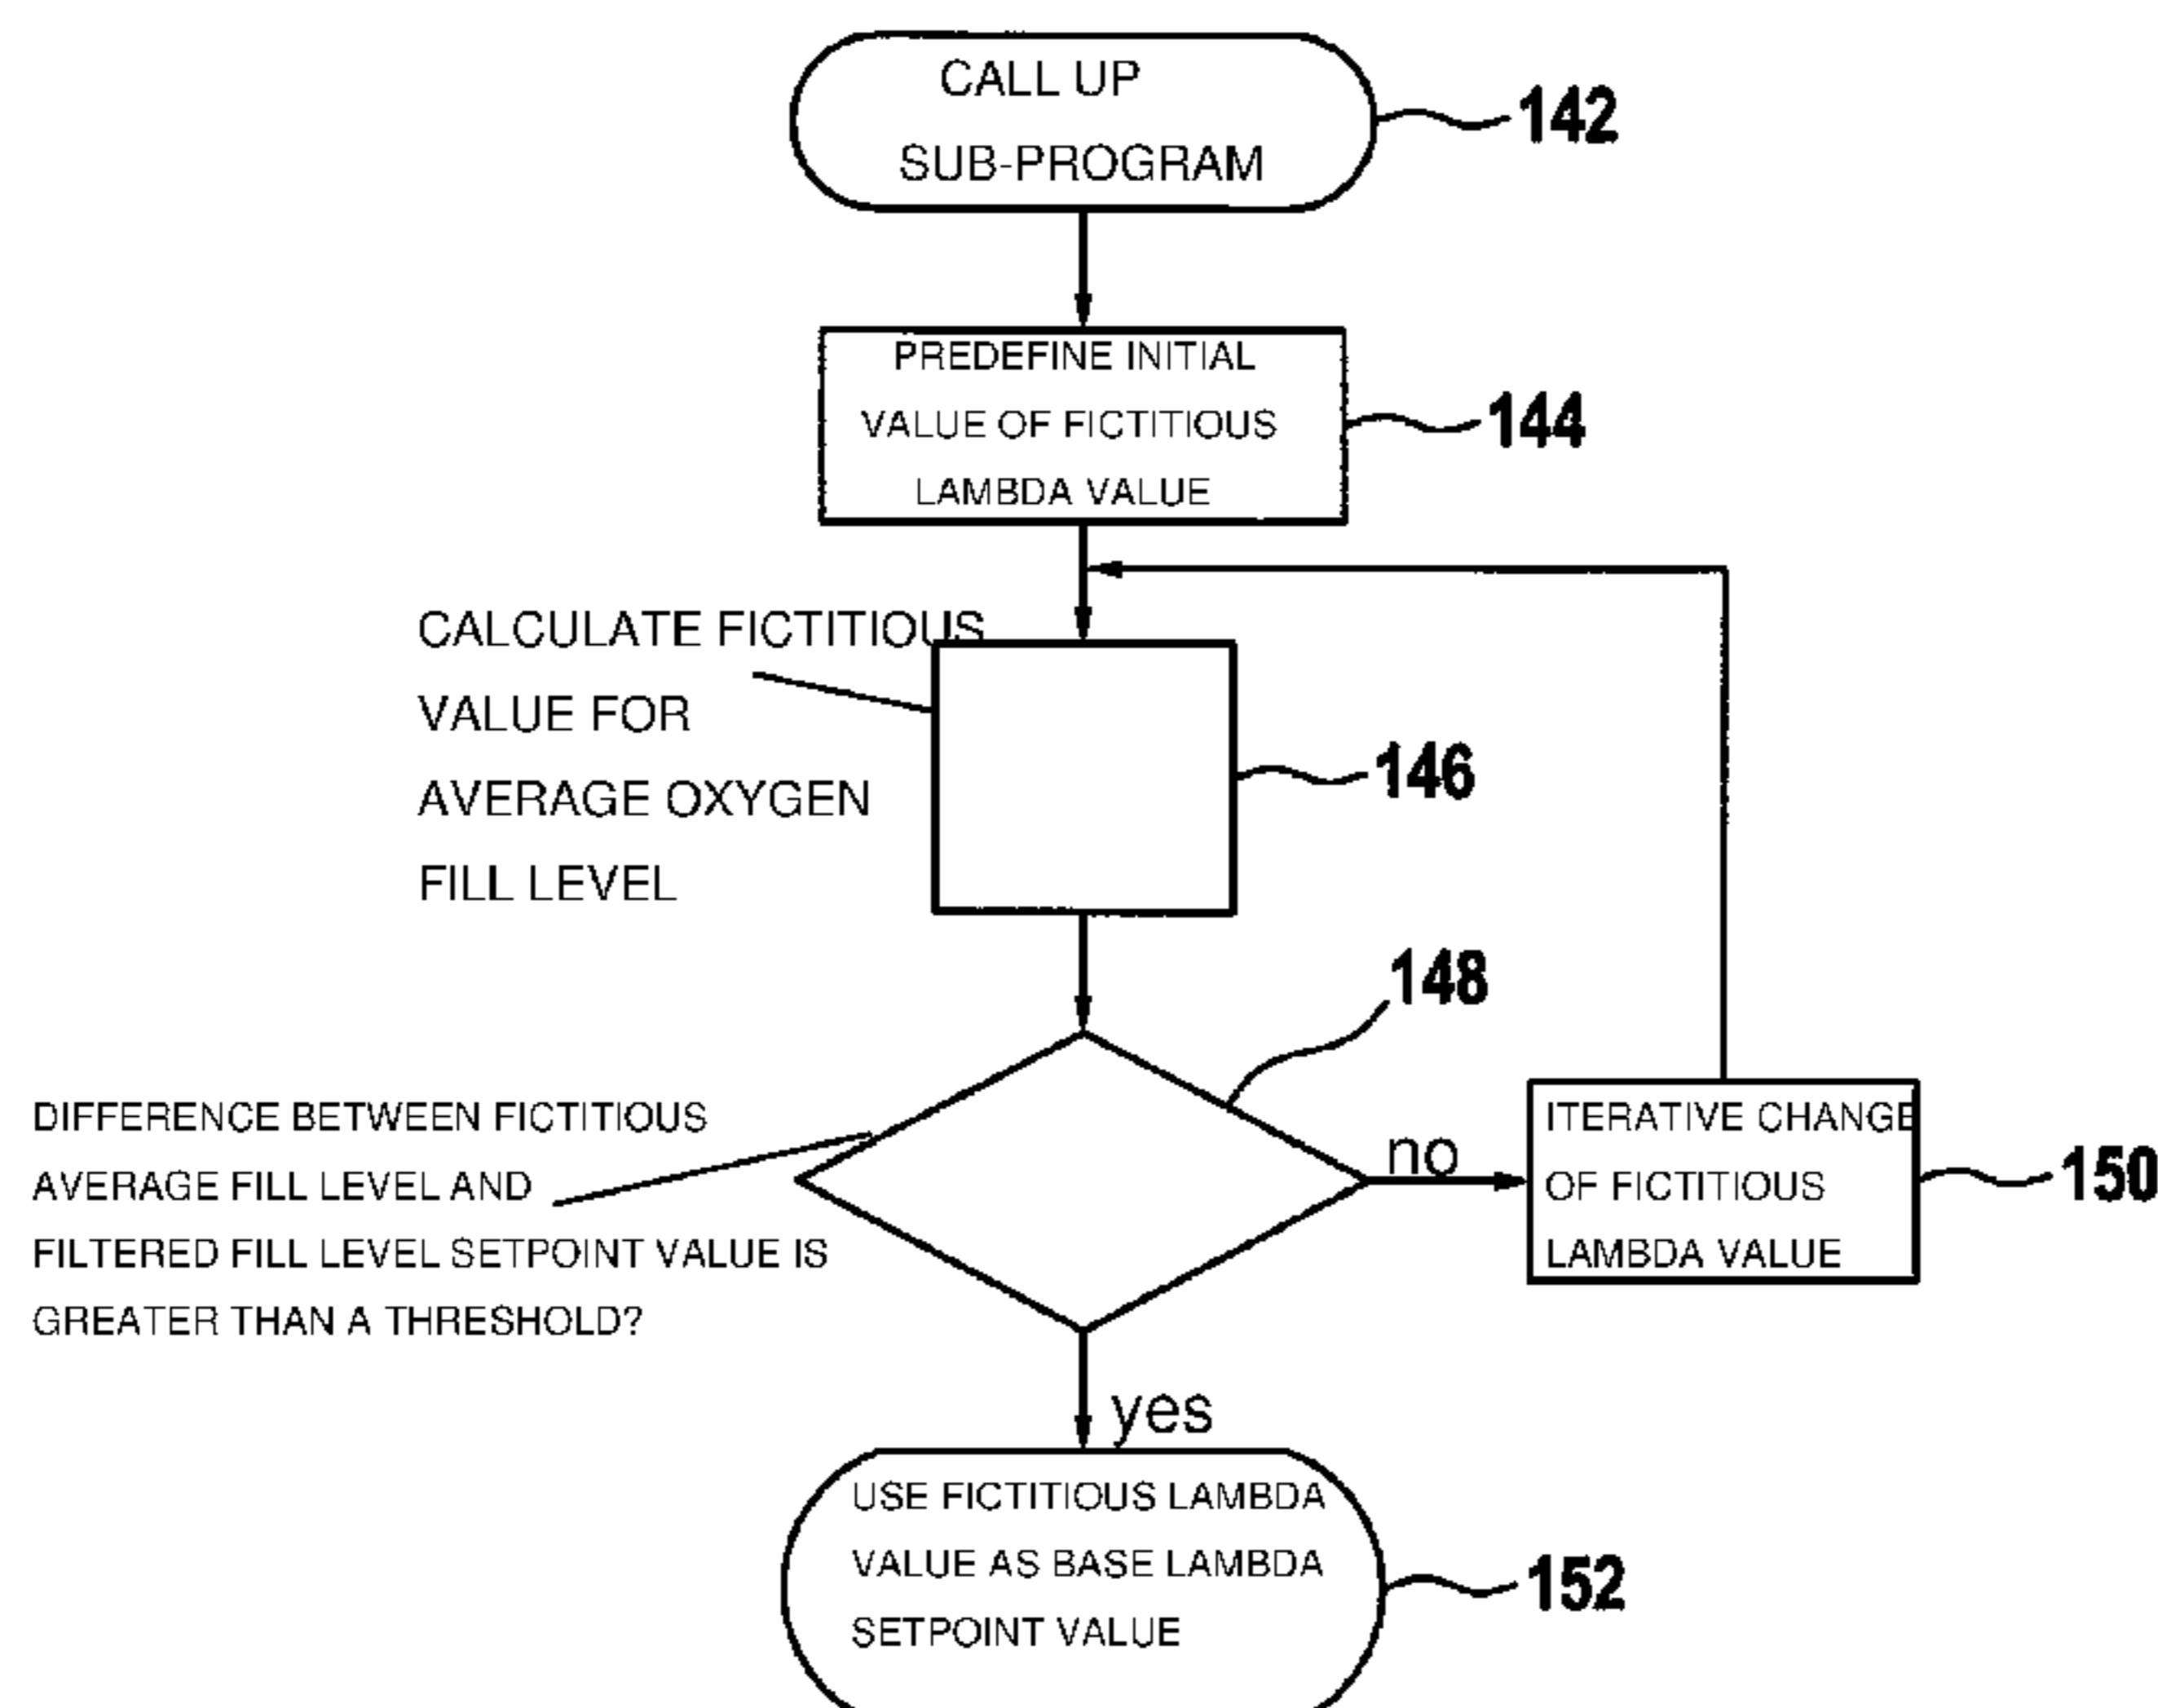 CALL UP
SUB-PROGRAM
142
PREDEFINE INITIAL
VALUE OF FICTITIOUS
LAMBDA VALUE
144
CALCULATE FICTITIOUS
VALUE FOR
AVERAGE OXYGEN
FILL LEVEL
146
148
DIFFERENCE BETWEEN FICTITIOUS
AVERAGE FILL LEVEL AND
FILTERED FILL LEVEL SETPOINT VALUE IS
GREATER THAN A THRESHOLD?
no
ITERATIVE CHANGE
OF FICTITIOUS
LAMBDA VALUE
150
yes
USE FICTITIOUS LAMBDA
VALUE AS BASE LAMBDA
SETPOINT VALUE
152